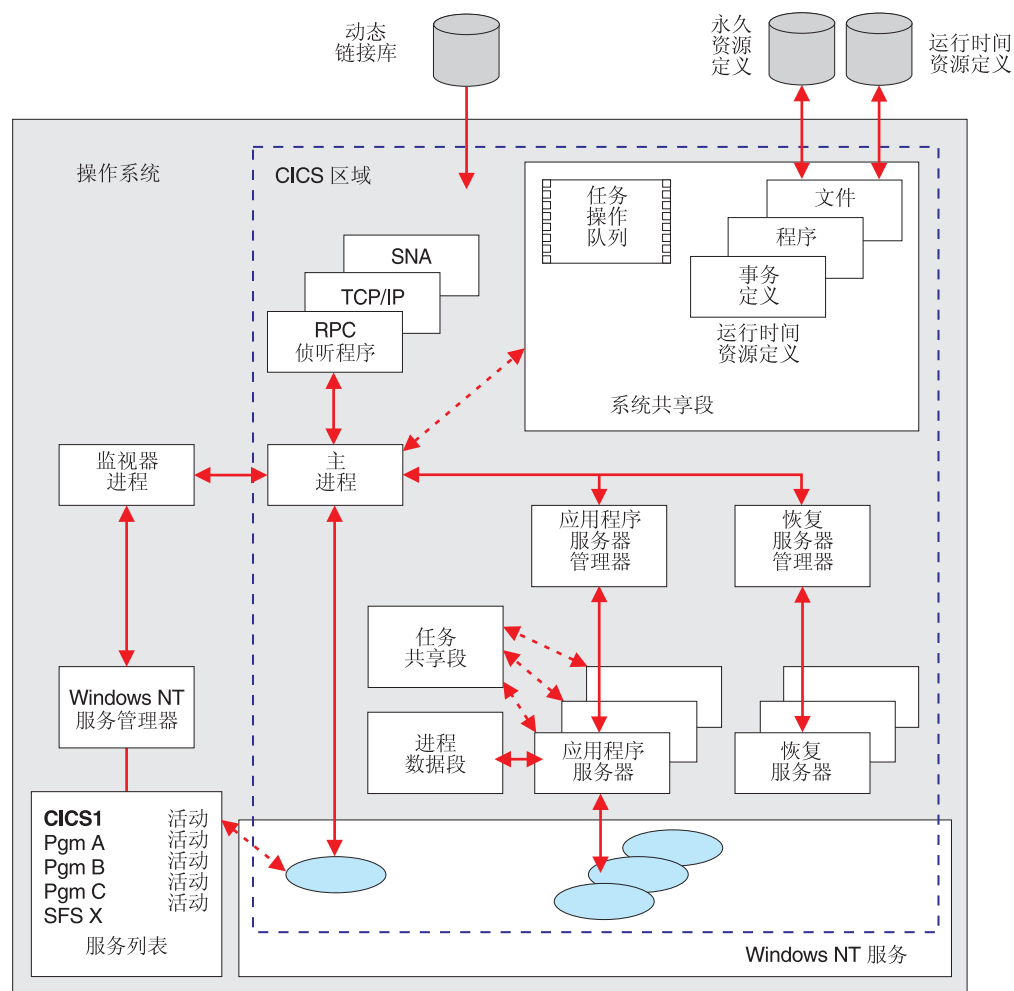 动态
链接库
永久
资源
定义
运行时间
资源定义
操作系统
CICS 区域
任务
操作
队列
文件
程序
事务
定义
运行时间
资源定义
系统共享段
SNA
TCP/IP
RPC
侦听程序
监视器
进程
主
进程
应用程序
服务器
管理器
恢复
服务器
管理器
任务
共享段
进程
数据段
应用程序
服务器
恢复
服务器
Windows NT
服务管理器
CICS1 活动
Pgm A 活动
Pgm B 活动
Pgm C 活动
SFS X 活动
服务列表
Windows NT 服务